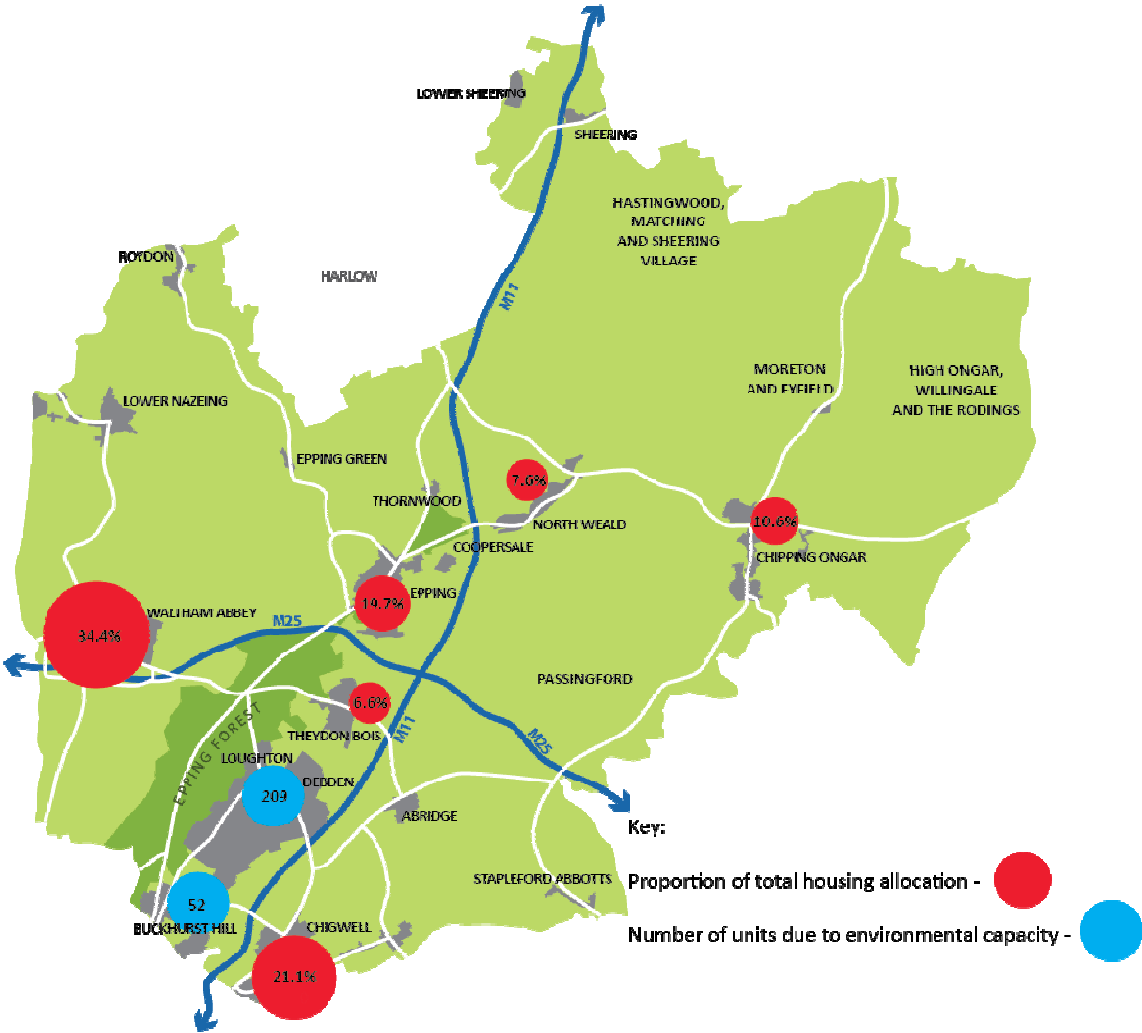 LOWER SHEERING
SHEERING
HASTINGWOOD,
MATCHING
AND SHEERING
VILLAGE
ROYDON
HARLOW
M11
MORETON
AND FYFIELD
HIGH ONGAR,
WILLINGALE
AND THE RODINGS
LOWER NAZEING
EPPING GREEN
THORNWOOD
7.6%
NORTH WEALD
10.6%
CHIPPING ONGAR
COOPERSALE
EPPING
19.7%
WALTHAM ABBEY
34.4%
M25
PASSINGFORD
6.6%
THEYDON BOIS
M11
M25
EPPING FOREST
LOUGHTON
DEBDEN
209
ABRIDGE
STAPLEFORD ABBOTTS
52
BUCKHURST HILL
CHIGWELL
21.1%
Key:
Proportion of total housing allocation -
Number of units due to environmental capacity -